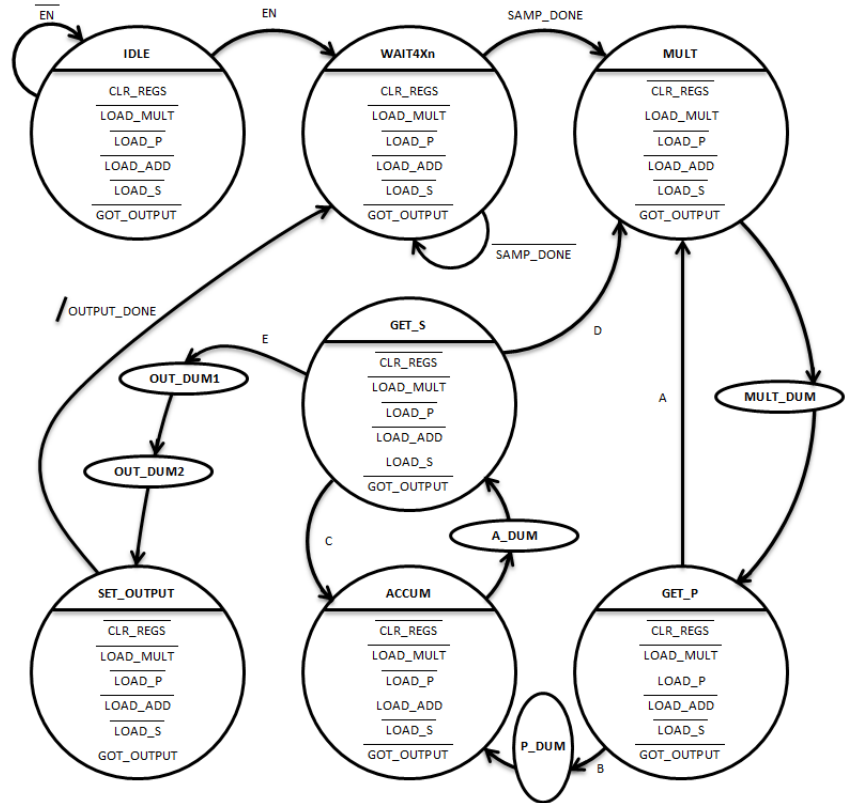 EN
IDLE
CLR_REGS
LOAD_MULT
LOAD_P
LOAD_ADD
LOAD_S
GOT_OUTPUT
EN
WAIT4Xn
CLR_REGS
LOAD_MULT
LOAD_P
LOAD_ADD
LOAD_S
GOT_OUTPUT
SAMP_DONE
SAMP_DONE
MULT
CLR_REGS
LOAD_MULT
LOAD_P
LOAD_ADD
LOAD_S
GOT_OUTPUT
/ OUTPUT_DONE
E
OUT_DUM1
OUT_DUM2
GET_S
CLR_REGS
LOAD_MULT
LOAD_P
LOAD_ADD
LOAD_S
GOT_OUTPUT
D
A
MULT_DUM
C
A_DUM
SET_OUTPUT
CLR_REGS
LOAD_MULT
LOAD_P
LOAD_ADD
LOAD_S
GOT_OUTPUT
ACCUM
CLR_REGS
LOAD_MULT
LOAD_P
LOAD_ADD
LOAD_S
GOT_OUTPUT
P_DUM
B
GET_P
CLR_REGS
LOAD_MULT
LOAD_P
LOAD_ADD
LOAD_S
GOT_OUTPUT